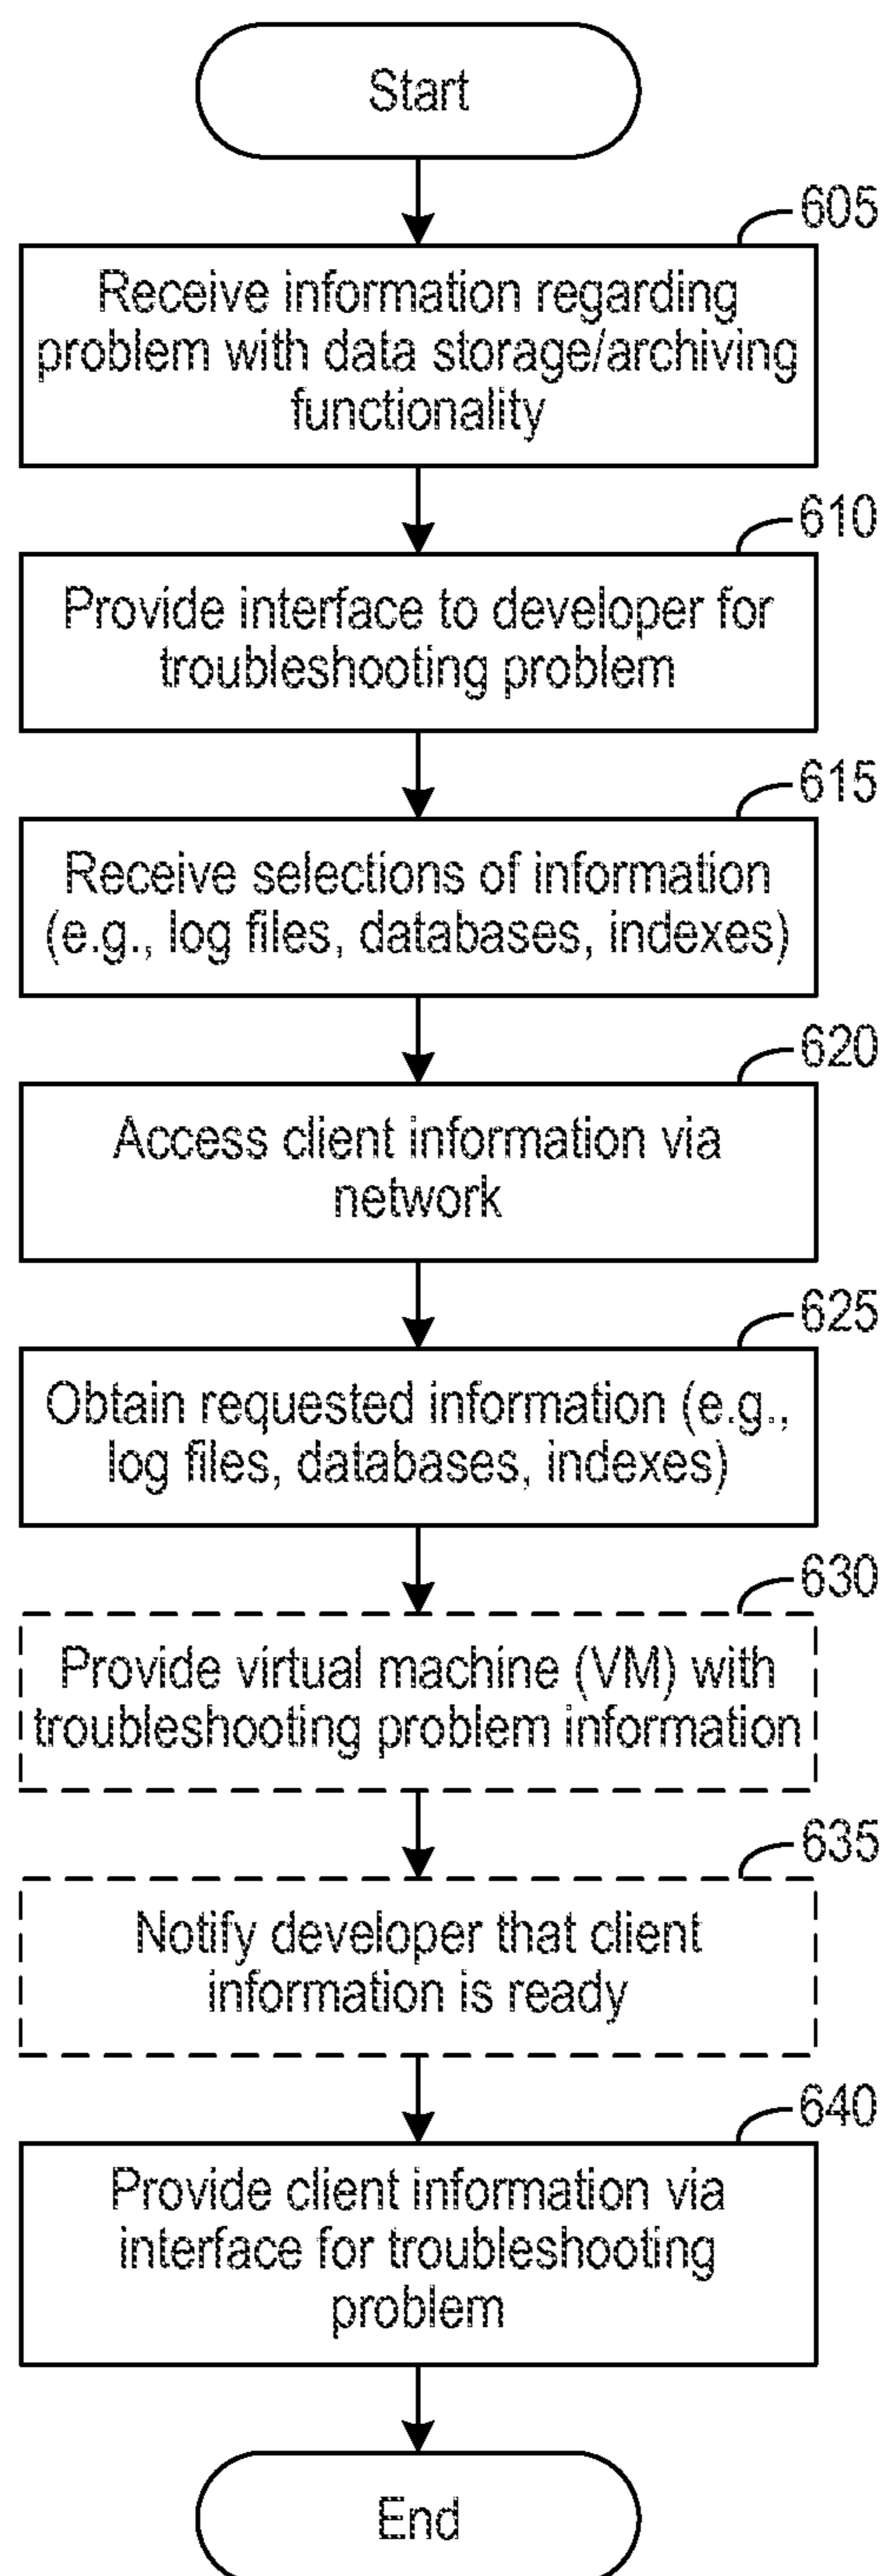 Start
605
Receive information regarding
problem with data storage/archiving
functionality
610
Provide interface to developer for
troubleshooting problem
615
Receive selections of information
(e.g., log files, databases, indexes)
620
Access client information via
network
625
Obtain requested information (e.g.,
log files, databases, indexes)
630
Provide virtual machine (VM) with
troubleshooting problem information
635
Notify developer that client
information is ready
640
Provide client information via
interface for troubleshooting
problem
End